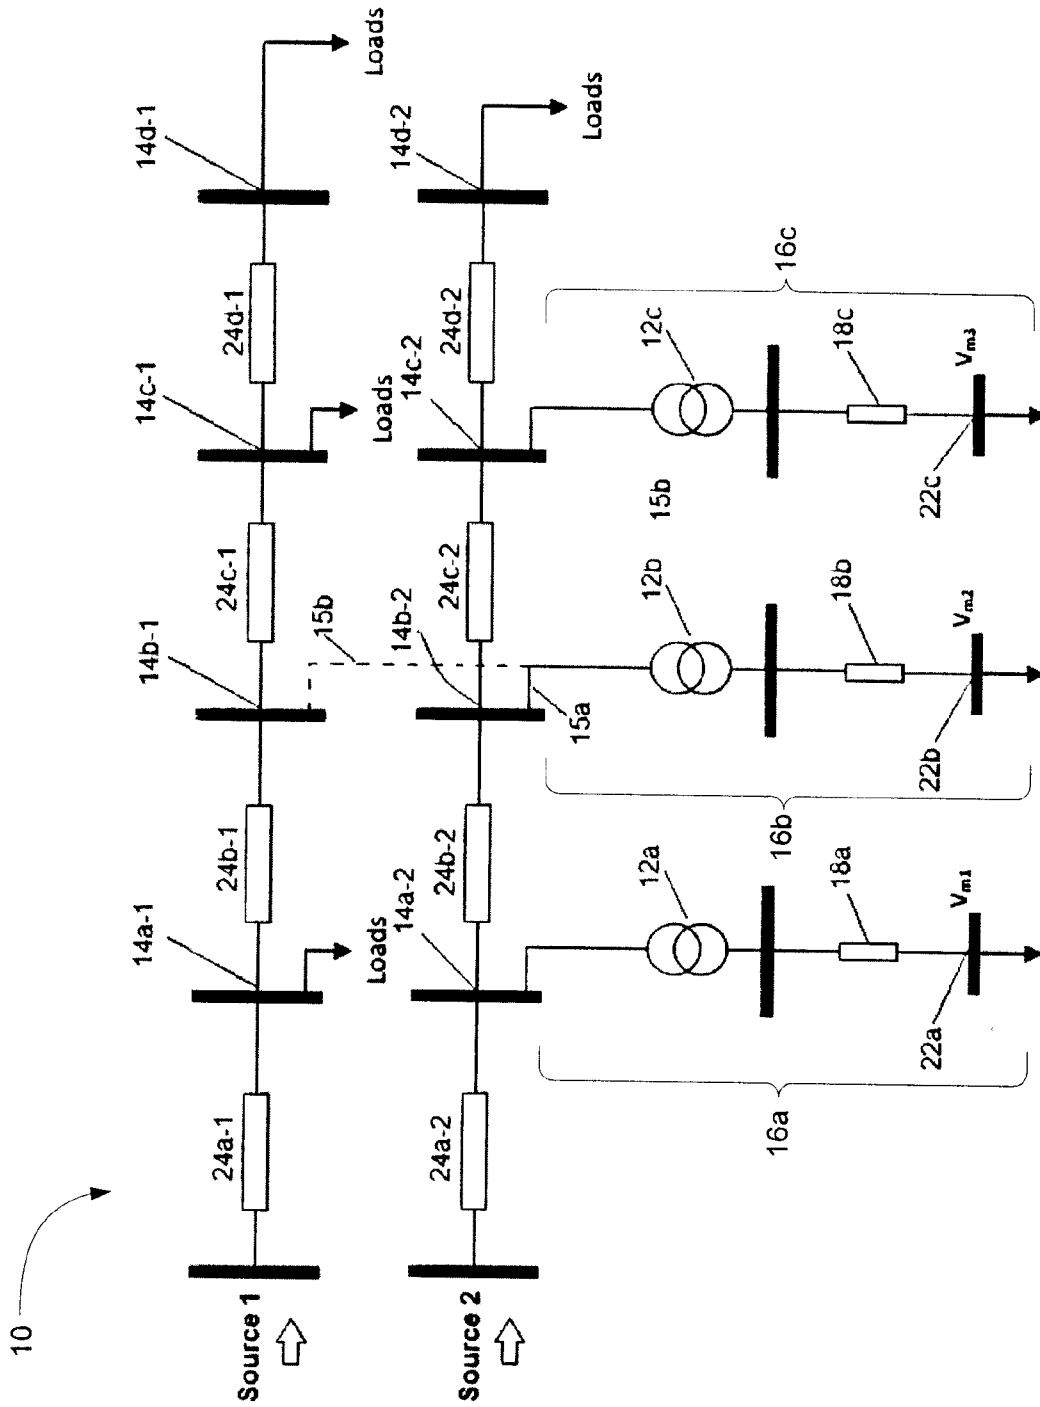 10
Source 1
24a-1
14a-1
Loads
24b-1
14b-1
24c-1
15b
14c-1
Loads
24d-1
14d-1
Loads
Source 2
24a-2
14a-2
24b-2
14b-2
15a
24c-2
14c-2
24d-2
14d-2
Loads
16a
12a
18a
22a
Vm1
16b
12b
18b
22b
Vm2
15b
16c
12c
18c
22c
Vm3